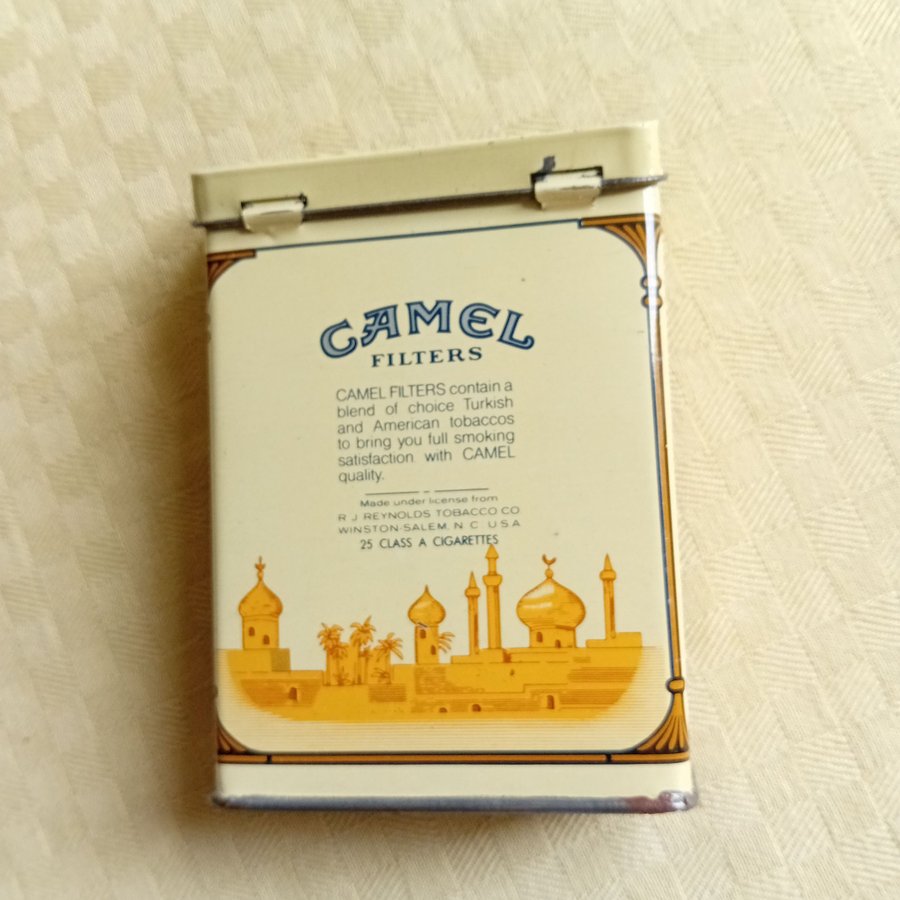 CAMEL
FILTERS
CAMEL FILTERS contain a
blend of choice Turkish
and American tobaccos
to bring you full smoking
satisfaction with CAMEL
quality.
Made under license from
R J REYNOLDS TOBACCO CO
WINSTON-SALEM, N C U S A
25 CLASS A CIGARETTES